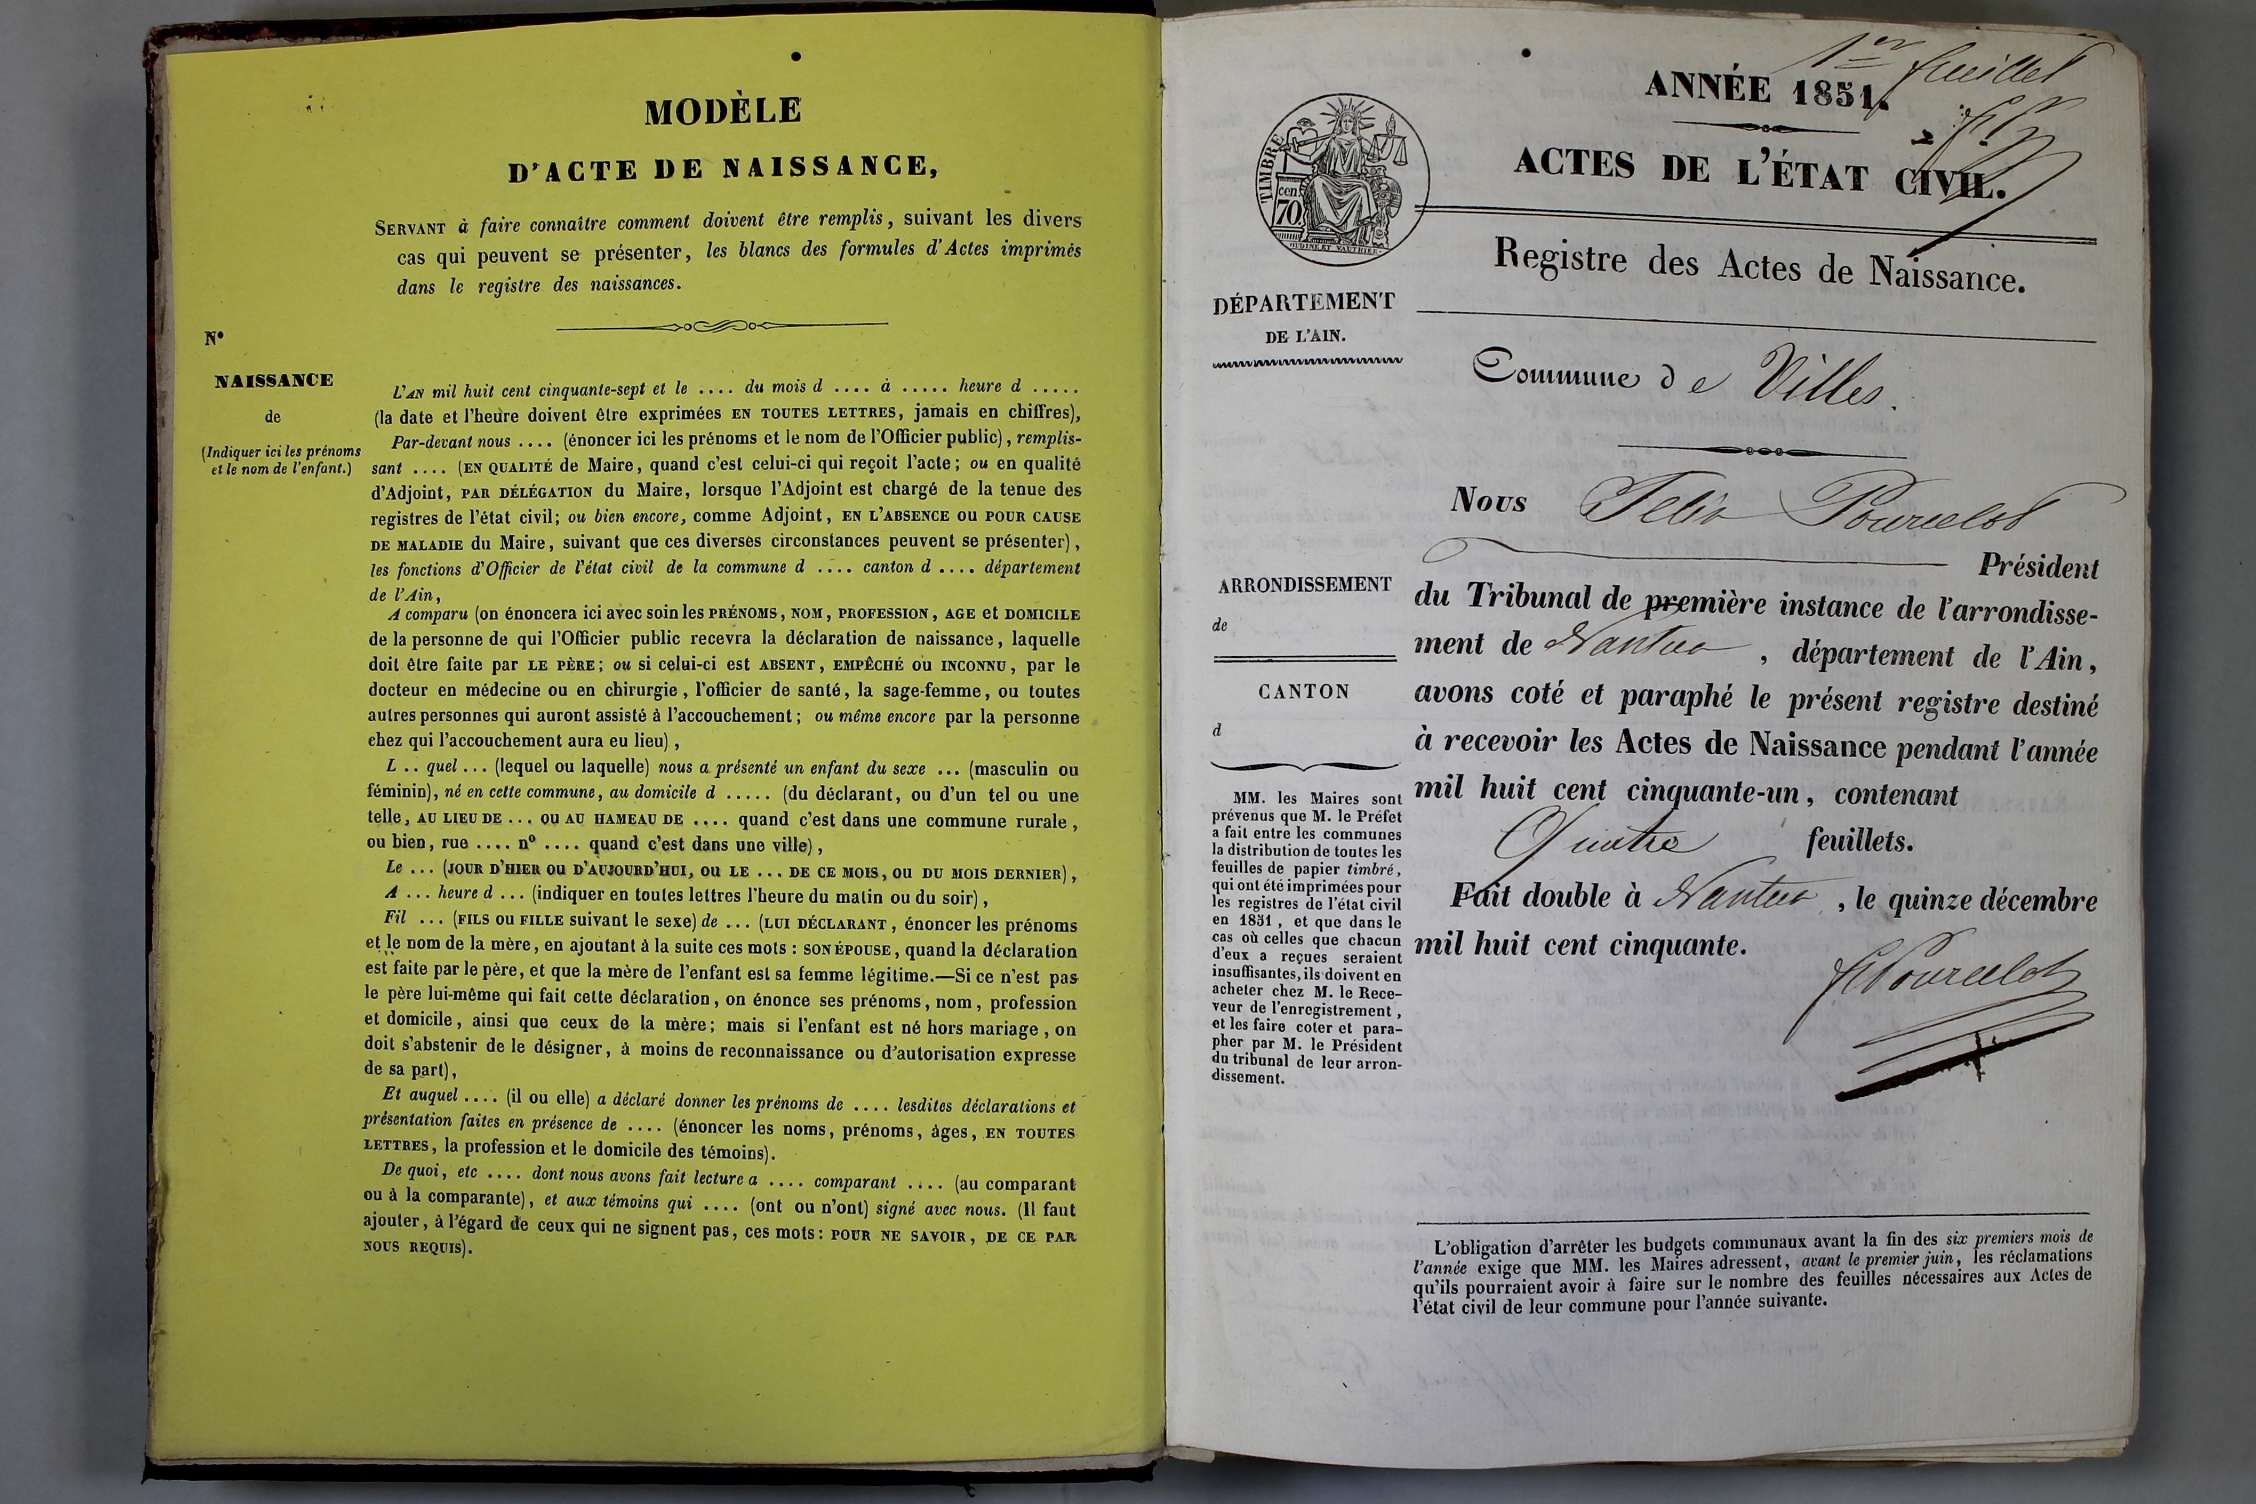 MODÈLE
D'ACTE DE NAISSANCE,
SERVANT à faire connaître comment doivent être remplis, suivant les divers
cas qui peuvent se présenter, les blancs des formules d'Actes imprimés
dans le registre des naissances.
N°
NAISSANCE
de
(Indiquer ici les prénoms
et le nom de l'enfant.)
L'AN mil huit cent cinquante-sept et le .... du mois d .... à ..... heure d .....
(la date et l'heure doivent être exprimées EN TOUTES LETTRES, jamais en chiffres),
Par-devant nous .... (énoncer ici les prénoms et le nom de l'Officier public), remplis-
sant .... (EN QUALITÉ de Maire, quand c'est celui-ci qui reçoit l'acte; ou en qualité
d'Adjoint, PAR DÉLÉGATION du Maire, lorsque l'Adjoint est chargé de la tenue des
registres de l'état civil; ou bien encore, comme Adjoint, EN L'ABSENCE OU POUR CAUSE
DE MALADIE du Maire, suivant que ces diverses circonstances peuvent se présenter),
les fonctions d'Officier de l'état civil de la commune d .... canton d .... département
de l'Ain,
A comparu (on énoncera ici avec soin les PRÉNOMS, NOM, PROFESSION, AGE et DOMICILE
de la personne de qui l'Officier public recevra la déclaration de naissance, laquelle
doit être faite par LE PÈRE; ou si celui-ci est ABSENT, EMPÊCHÉ OU INCONNU, par le
docteur en médecine ou en chirurgie, l'officier de santé, la sage-femme, ou toutes
autres personnes qui auront assisté à l'accouchement; ou même encore par la personne
chez qui l'accouchement aura eu lieu),
L .. quel ... (lequel ou laquelle) nous a présenté un enfant du sexe ... (masculin ou
féminin), né en cette commune, au domicile d ..... (du déclarant, ou d'un tel ou une
telle, AU LIEU DE ... OU AU HAMEAU DE .... quand c'est dans une commune rurale,
ou bien, rue .... n° .... quand c'est dans une ville),
Le ... (JOUR D'HIER OU D'AUJOURD'HUI, OU LE ... DE CE MOIS, OU DU MOIS DERNIER),
A ... heure d ... (indiquer en toutes lettres l'heure du matin ou du soir),
Fil ... (FILS OU FILLE suivant le sexe) de ... (LUI DÉCLARANT, énoncer les prénoms
et le nom de la mère, en ajoutant à la suite ces mots : SON ÉPOUSE, quand la déclaration
est faite par le père, et que la mère de l'enfant est sa femme légitime.—Si ce n'est pas
le père lui-même qui fait cette déclaration, on énonce ses prénoms, nom, profession
et domicile, ainsi que ceux de la mère; mais si l'enfant est né hors mariage, on
doit s'abstenir de le désigner, à moins de reconnaissance ou d'autorisation expresse
de sa part),
Et auquel .... (il ou elle) a déclaré donner les prénoms de .... lesdites déclarations et
présentation faites en présence de .... (énoncer les noms, prénoms, âges, EN TOUTES
LETTRES, la profession et le domicile des témoins).
De quoi, etc .... dont nous avons fait lecture a .... comparant .... (au comparant
ou à la comparante), et aux témoins qui .... (ont ou n'ont) signé avec nous. (Il faut
ajouter, à l'égard de ceux qui ne signent pas, ces mots : POUR NE SAVOIR, DE CE PAR
NOUS REQUIS).
1er feuillet
ANNÉE 1851.
ACTES DE L'ÉTAT CIVIL.
TIMBRE
70 cen.
OUDINÉ ET VAUTHIER
Registre des Actes de Naissance.
DÉPARTEMENT
DE L'AIN.
Commune de Villes.
Nous Félix Pourcelot
Président
du Tribunal de première instance de l'arrondisse-
ment de Nantua, département de l'Ain,
avons coté et paraphé le présent registre destiné
à recevoir les Actes de Naissance pendant l'année
mil huit cent cinquante-un, contenant
Quatre feuillets.
Fait double à Nantua, le quinze décembre
mil huit cent cinquante.
F Pourcelot
ARRONDISSEMENT
de
CANTON
d
MM. les Maires sont
prévenus que M. le Préfet
a fait entre les communes
la distribution de toutes les
feuilles de papier timbré,
qui ont été imprimées pour
les registres de l'état civil
en 1851, et que dans le
cas où celles que chacun
d'eux a reçues seraient
insuffisantes, ils doivent en
acheter chez M. le Rece-
veur de l'enregistrement,
et les faire coter et para-
pher par M. le Président
du tribunal de leur arron-
dissement.
L'obligation d'arrêter les budgets communaux avant la fin des six premiers mois de
l'année exige que MM. les Maires adressent, avant le premier juin, les réclamations
qu'ils pourraient avoir à faire sur le nombre des feuilles nécessaires aux Actes de
l'état civil de leur commune pour l'année suivante.